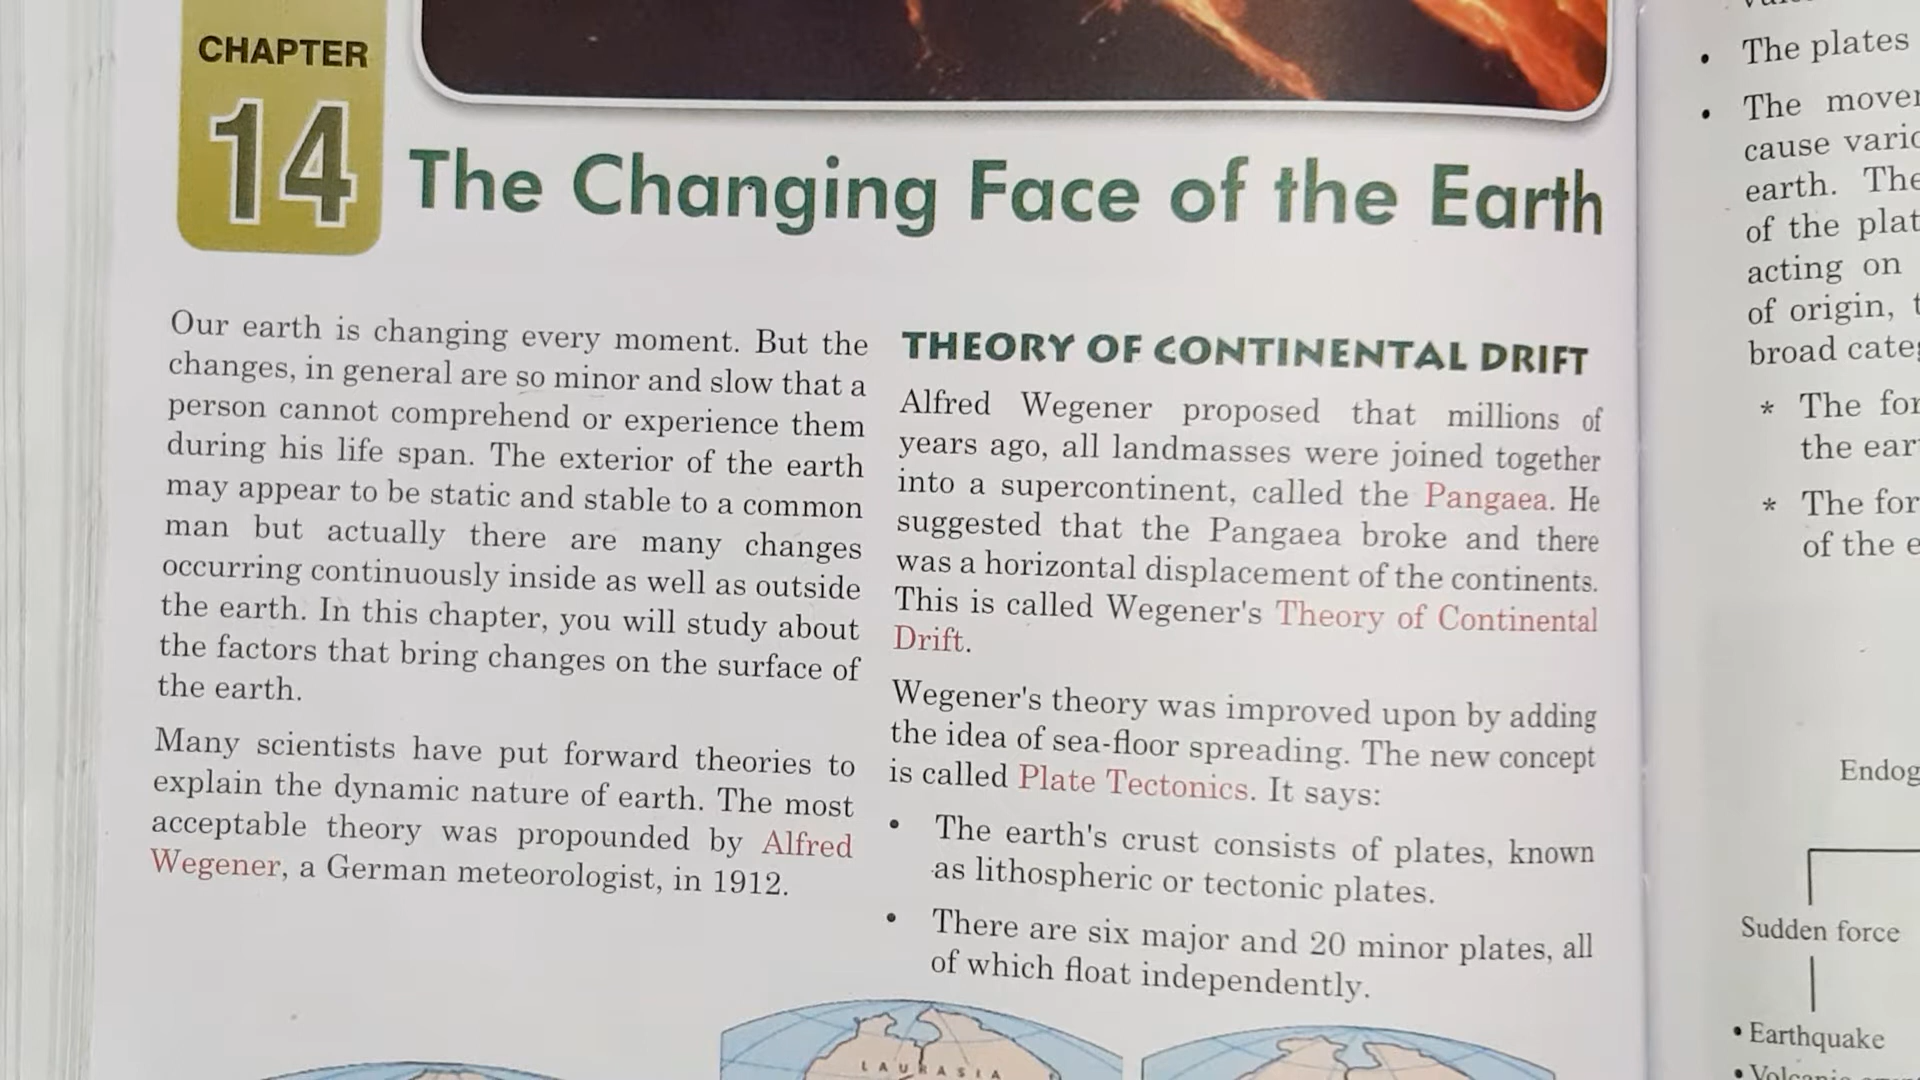 CHAPTER
14
The Changing Face of the Earth
Our earth is changing every moment. But the
changes, in general are so minor and slow that a
person cannot comprehend or experience them
during his life span. The exterior of the earth
may appear to be static and stable to a common
man but actually there are many changes
occurring continuously inside as well as outside
the earth. In this chapter, you will study about
the factors that bring changes on the surface of
the earth.
Many scientists have put forward theories to
explain the dynamic nature of earth. The most
acceptable theory was propounded by Alfred
Wegener, a German meteorologist, in 1912.
THEORY OF CONTINENTAL DRIFT
Alfred Wegener proposed that millions of
years ago, all landmasses were joined together
into a supercontinent, called the Pangaea. He
suggested that the Pangaea broke and there
was a horizontal displacement of the continents.
This is called Wegener's Theory of Continental
Drift.
Wegener's theory was improved upon by adding
the idea of sea-floor spreading. The new concept
is called Plate Tectonics. It says:
• The earth's crust consists of plates, known
as lithospheric or tectonic plates.
• There are six major and 20 minor plates, all
of which float independently.
LAURASIA
• The plates
• The
cause
earth.
of the
acting on
of origin,
broad
* The
the
* The
of the
Sudden force
• Earthquake